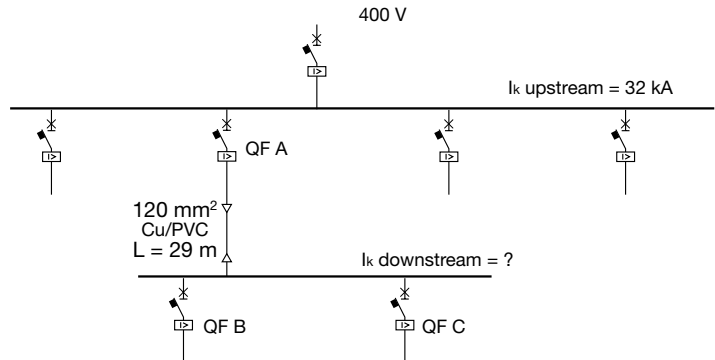 400 V
Ik upstream = 32 kA
I>
I>
QF A
I>
I>
I>
120 mm²
Cu/PVC
L = 29 m
Ik downstream = ?
I>
QF B
I>
QF C